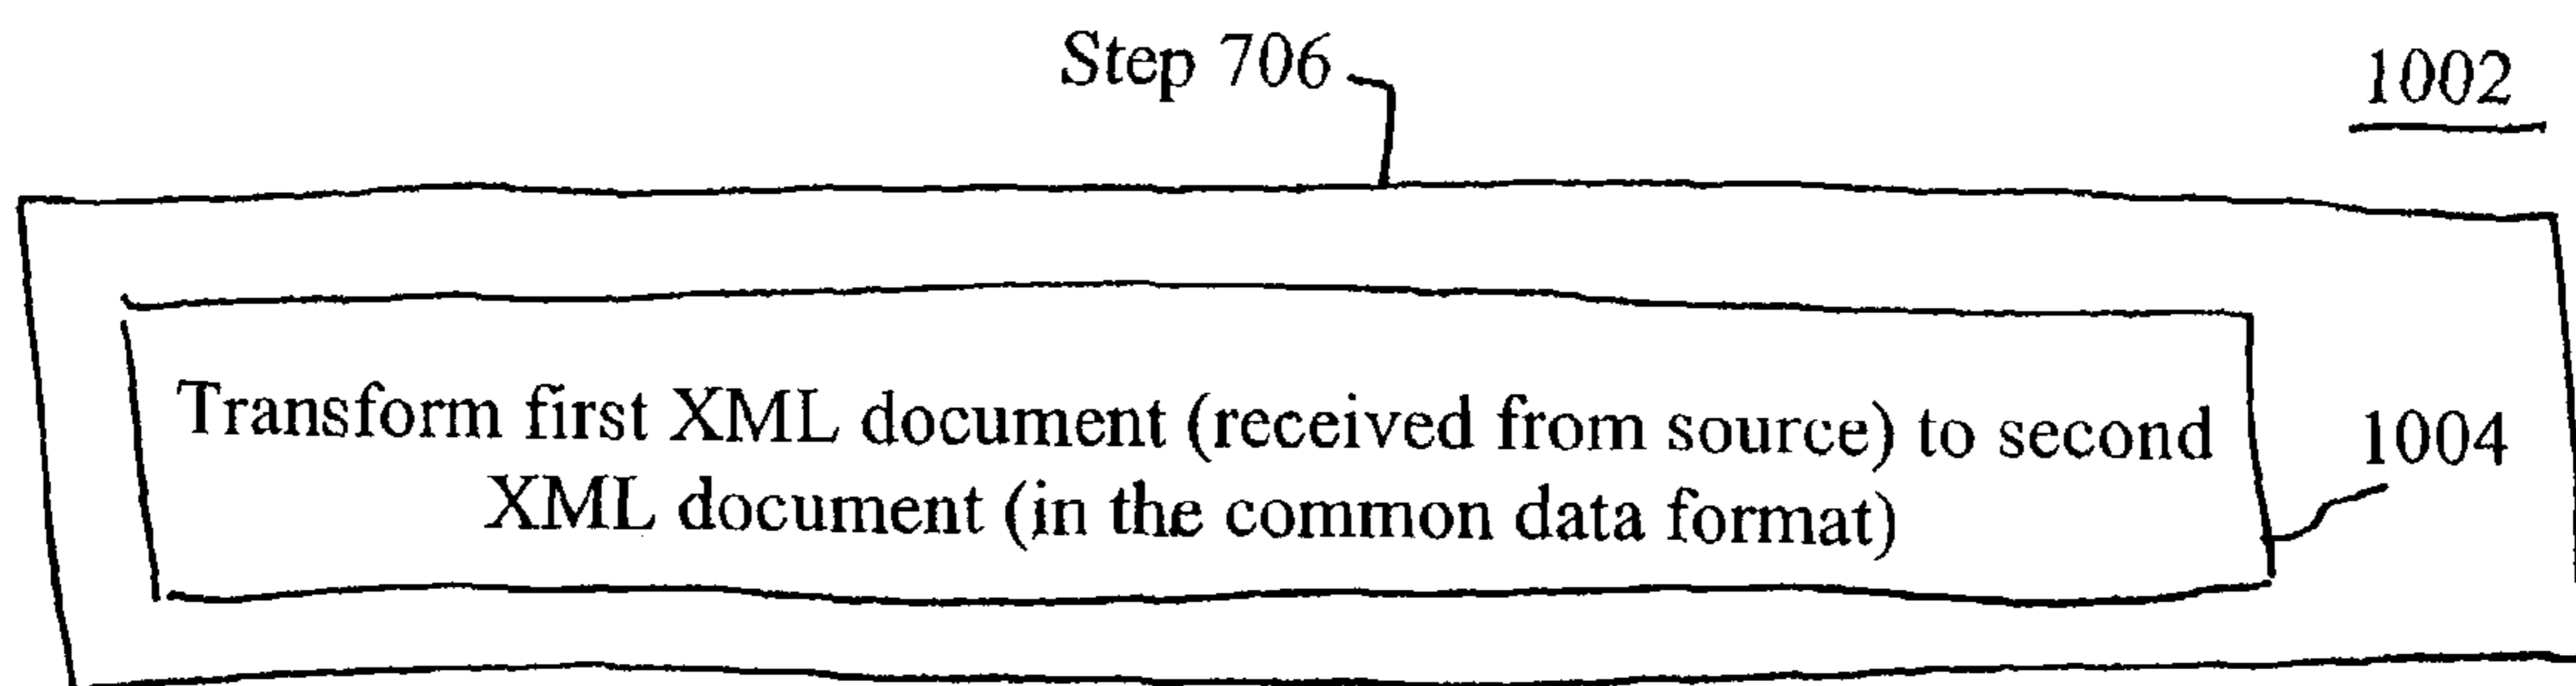 Step 706
1002
Transform first XML document (received from source) to second
XML document (in the common data format)
1004